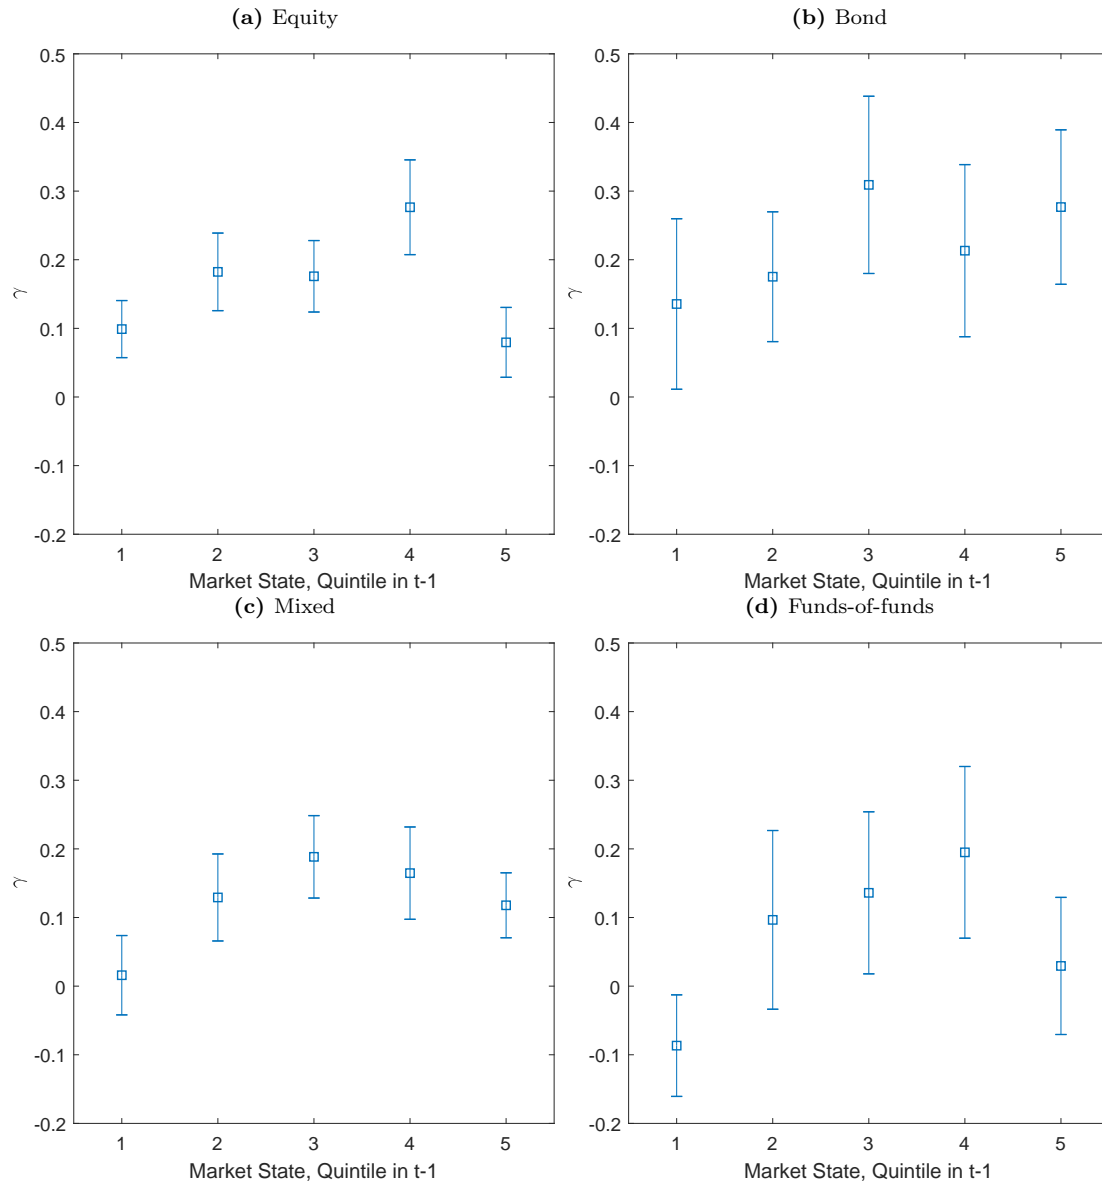 (a) Equity
0.5
0.4
0.3
0.2
0.1
0
-0.1
-0.2
γ
1 2 3 4 5
Market State, Quintile in t-1
(b) Bond
0.5
0.4
0.3
0.2
0.1
0
-0.1
-0.2
γ
1 2 3 4 5
Market State, Quintile in t-1
(c) Mixed
0.5
0.4
0.3
0.2
0.1
0
-0.1
-0.2
γ
1 2 3 4 5
Market State, Quintile in t-1
(d) Funds-of-funds
0.5
0.4
0.3
0.2
0.1
0
-0.1
-0.2
γ
1 2 3 4 5
Market State, Quintile in t-1